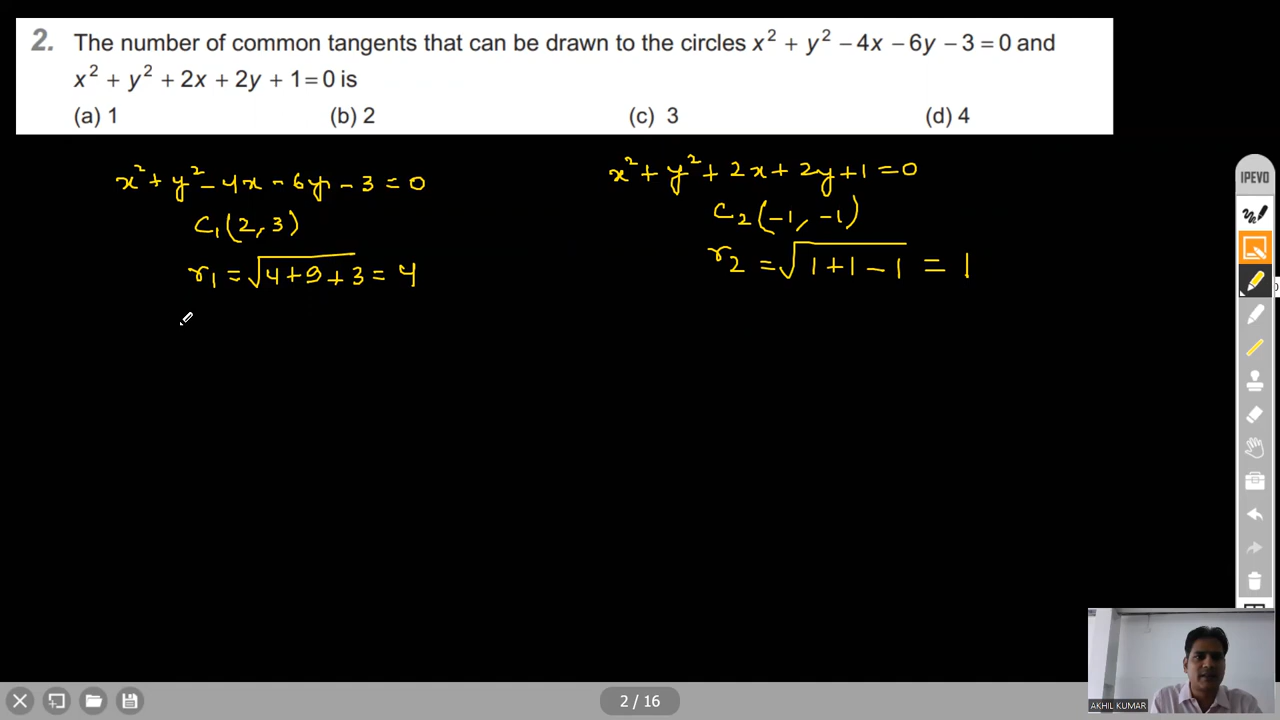 2. The number of common tangents that can be drawn to the circles x² + y² – 4x – 6y – 3 = 0 and
x² + y² + 2x + 2y + 1 = 0 is
(a) 1 (b) 2 (c) 3 (d) 4
x² + y² - 4x - 6y - 3 = 0
C₁(2, 3)
r₁ = √(4+9+3) = 4
x² + y² + 2x + 2y + 1 = 0
C₂(-1, -1)
r₂ = √(1+1-1) = 1
IPEVO
2 / 16
AKHIL KUMAR